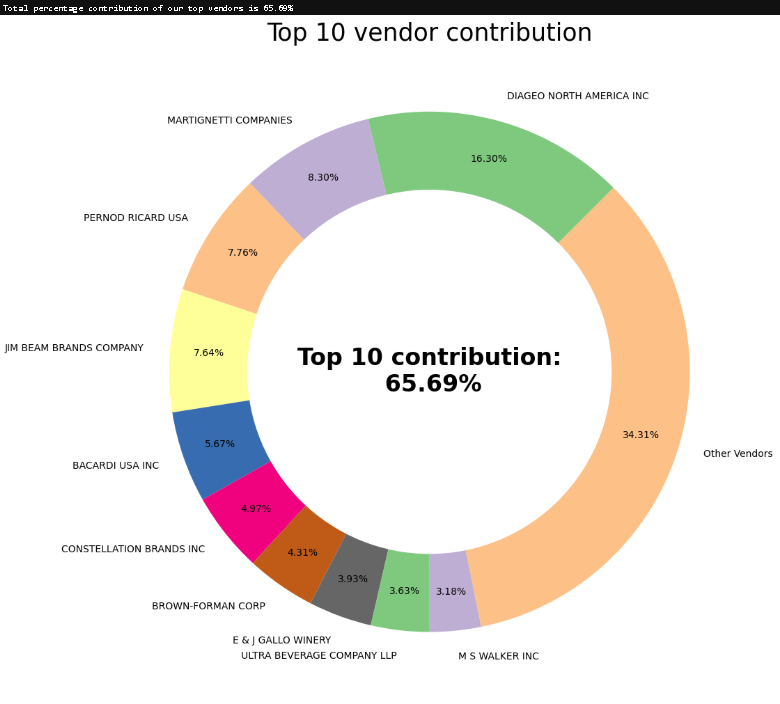 Total percentage contribution of our top vendors is 65.69%
Top 10 vendor contribution
DIAGEO NORTH AMERICA INC
16.30%
MARTIGNETTI COMPANIES
8.30%
PERNOD RICARD USA
7.76%
JIM BEAM BRANDS COMPANY
7.64%
Top 10 contribution:
65.69%
BACARDI USA INC
5.67%
CONSTELLATION BRANDS INC
4.97%
BROWN-FORMAN CORP
4.31%
E & J GALLO WINERY
3.93%
ULTRA BEVERAGE COMPANY LLP
3.63%
M S WALKER INC
3.18%
Other Vendors
34.31%